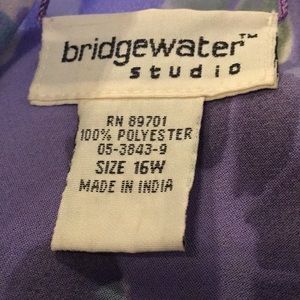 bridgewater™
studio
RN 89701
100% POLYESTER
05-3843-9
SIZE 16W
MADE IN INDIA